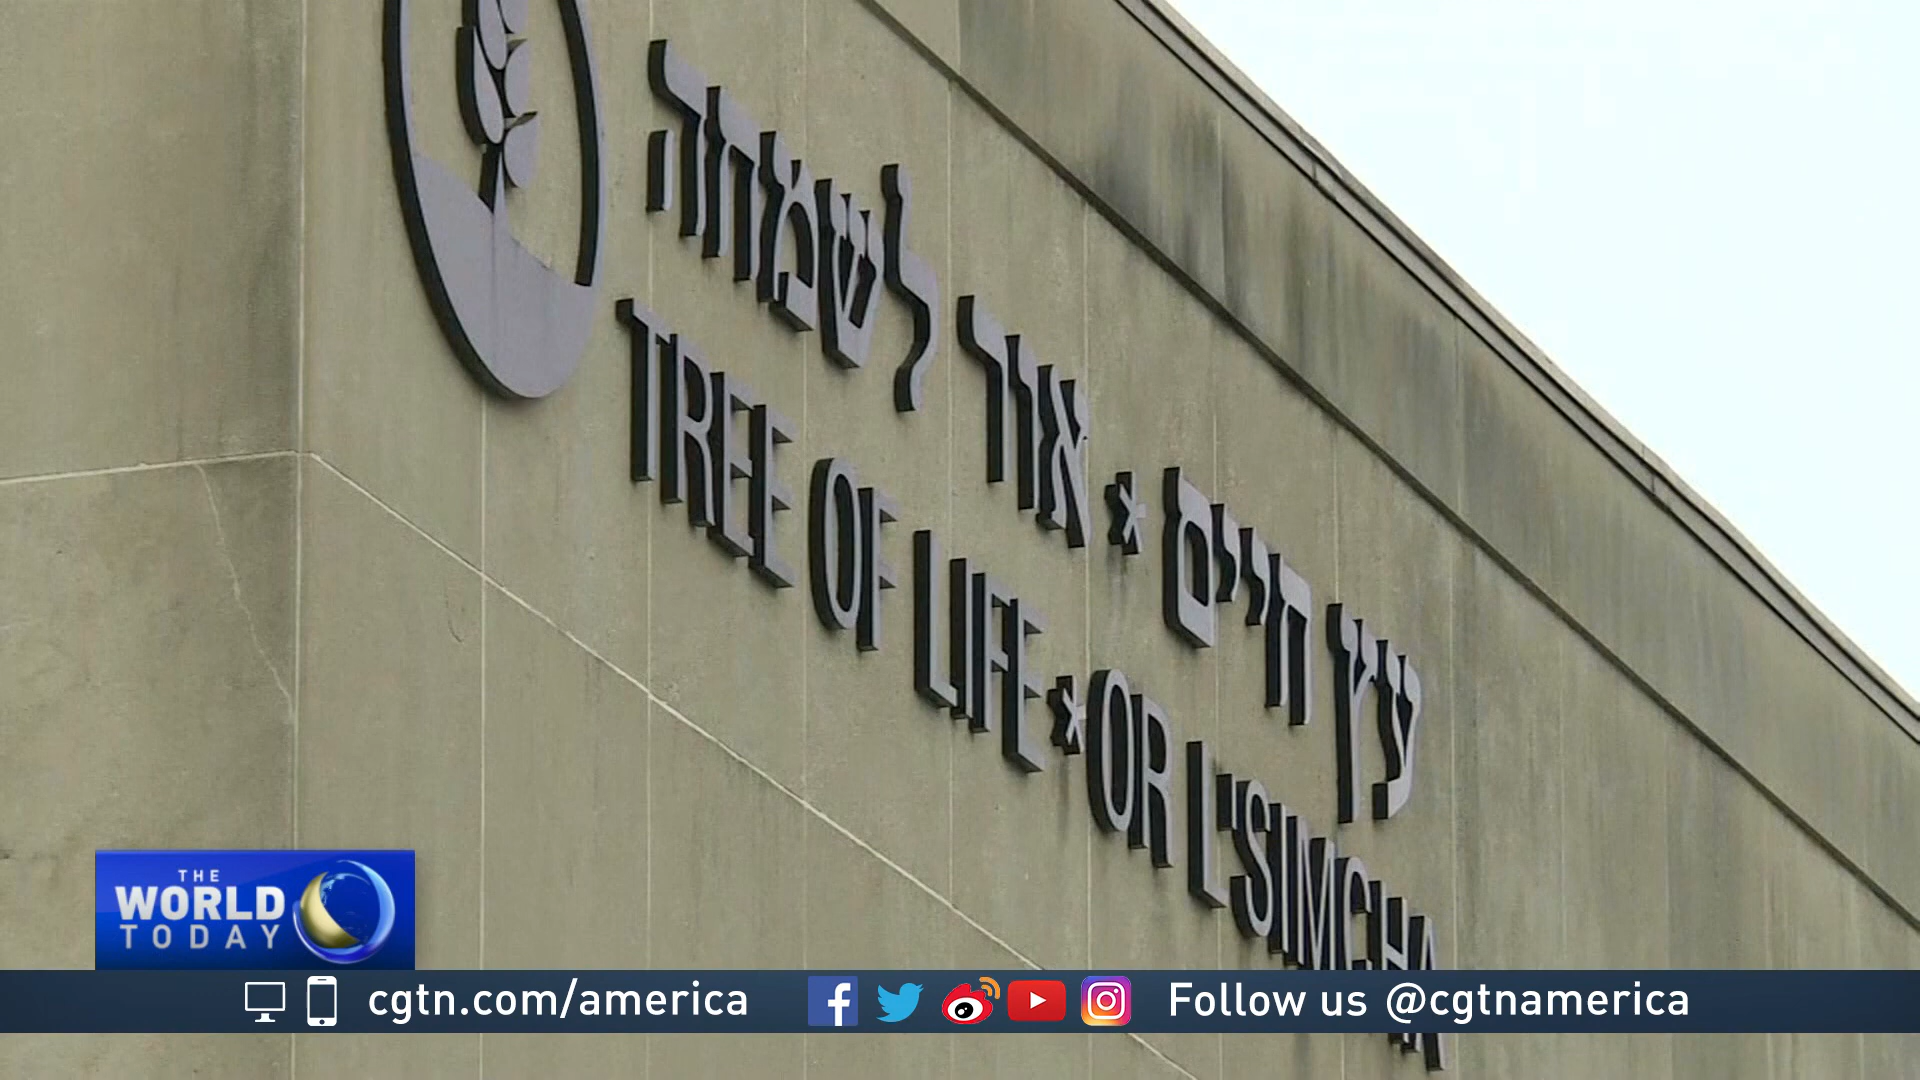 עץ חיים * אור לשמחה
TREE OF LIFE * OR L'SIMCHA
THE
WORLD
TODAY
cgtn.com/america
Follow us @cgtnamerica